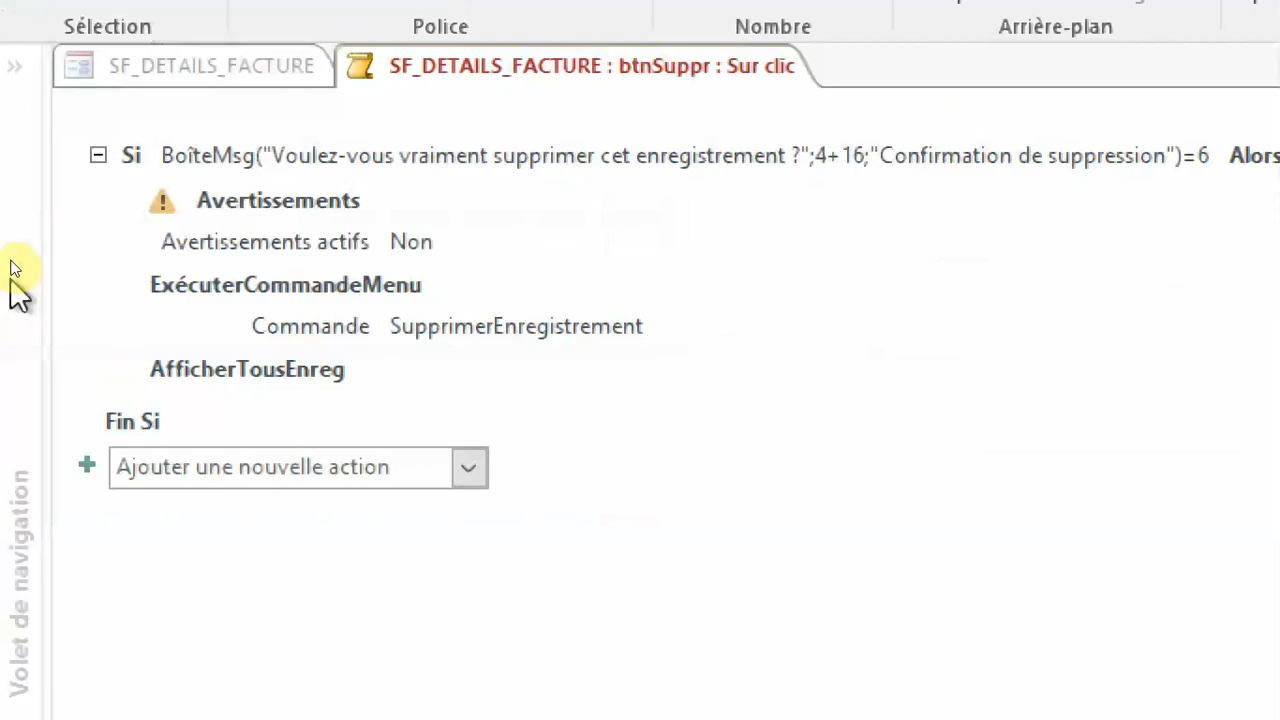 Sélection Police Nombre Arrière-plan
SF_DETAILS_FACTURE SF_DETAILS_FACTURE : btnSuppr : Sur clic
Si BoîteMsg("Voulez-vous vraiment supprimer cet enregistrement ?";4+16;"Confirmation de suppression")=6 Alors
Avertissements
Avertissements actifs Non
ExécuterCommandeMenu
Commande SupprimerEnregistrement
AfficherTousEnreg
Fin Si
Ajouter une nouvelle action
Volet de navigation